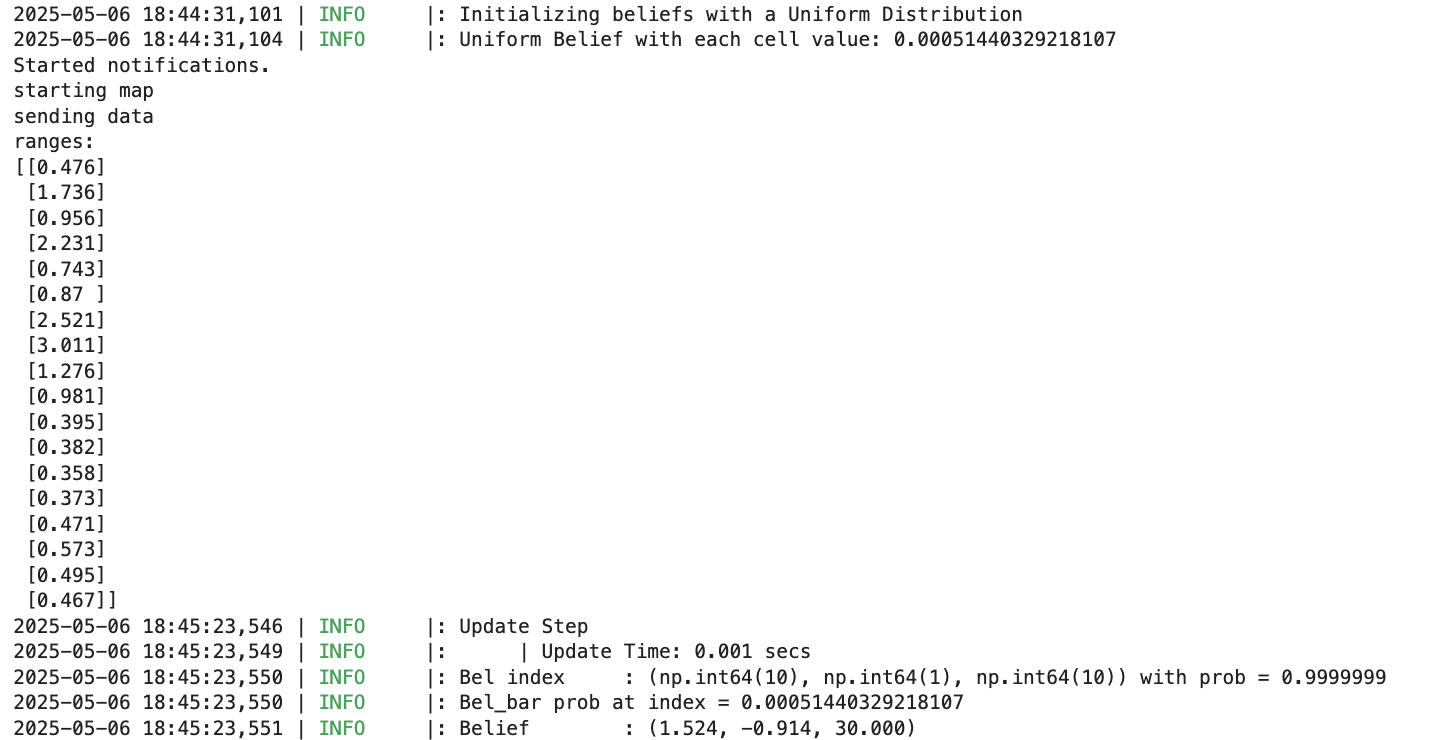 2025-05-06 18:44:31,101 | INFO     |: Initializing beliefs with a Uniform Distribution
2025-05-06 18:44:31,104 | INFO     |: Uniform Belief with each cell value: 0.00051440329218107
Started notifications.
starting map
sending data
ranges:
[[0.476]
 [1.736]
 [0.956]
 [2.231]
 [0.743]
 [0.87 ]
 [2.521]
 [3.011]
 [1.276]
 [0.981]
 [0.395]
 [0.382]
 [0.358]
 [0.373]
 [0.471]
 [0.573]
 [0.495]
 [0.467]]
2025-05-06 18:45:23,546 | INFO     |: Update Step
2025-05-06 18:45:23,549 | INFO     |:      | Update Time: 0.001 secs
2025-05-06 18:45:23,550 | INFO     |: Bel index     : (np.int64(10), np.int64(1), np.int64(10)) with prob = 0.9999999
2025-05-06 18:45:23,550 | INFO     |: Bel_bar prob at index = 0.00051440329218107
2025-05-06 18:45:23,551 | INFO     |: Belief        : (1.524, -0.914, 30.000)